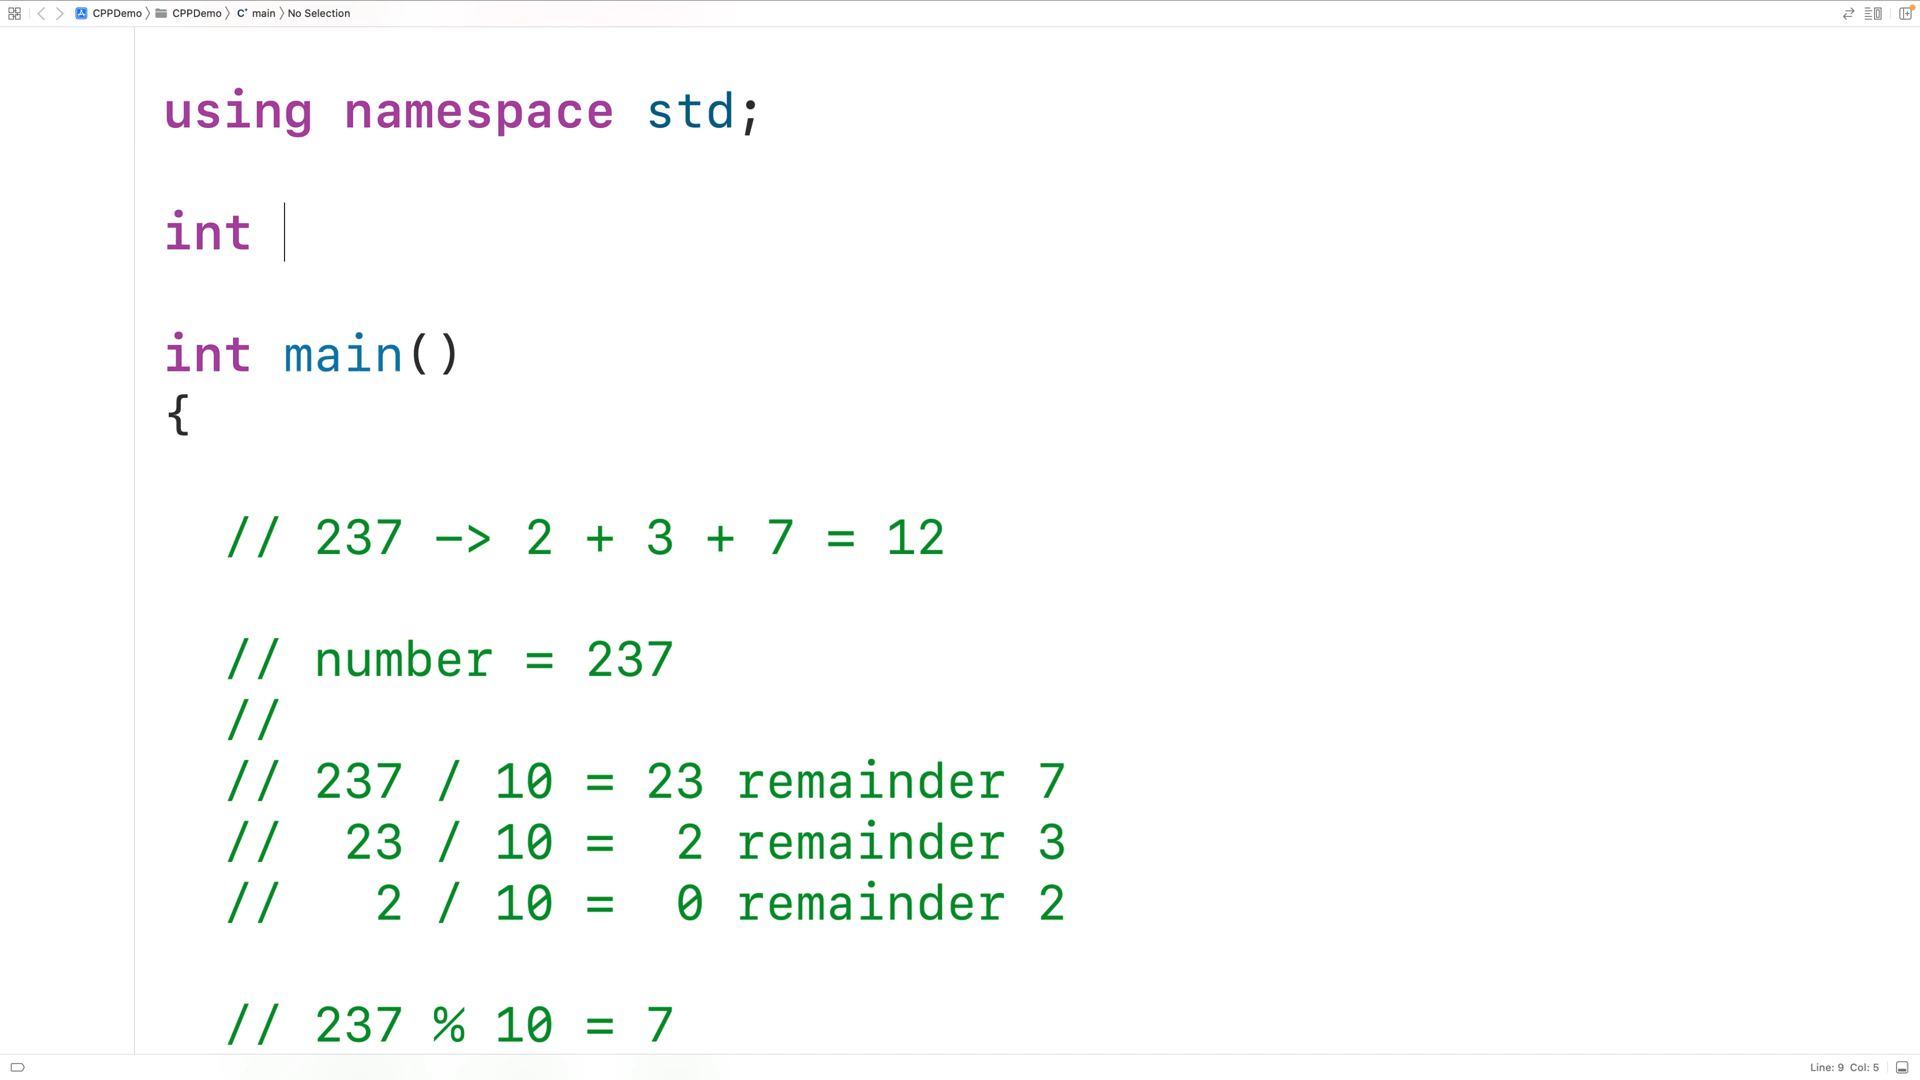 CPPDemo 〉 CPPDemo 〉 C+ main 〉 No Selection
using namespace std;
int
int main()
{
// 237 -> 2 + 3 + 7 = 12
// number = 237
//
// 237 / 10 = 23 remainder 7
//  23 / 10 =  2 remainder 3
//   2 / 10 =  0 remainder 2
// 237 % 10 = 7
Line: 9 Col: 5